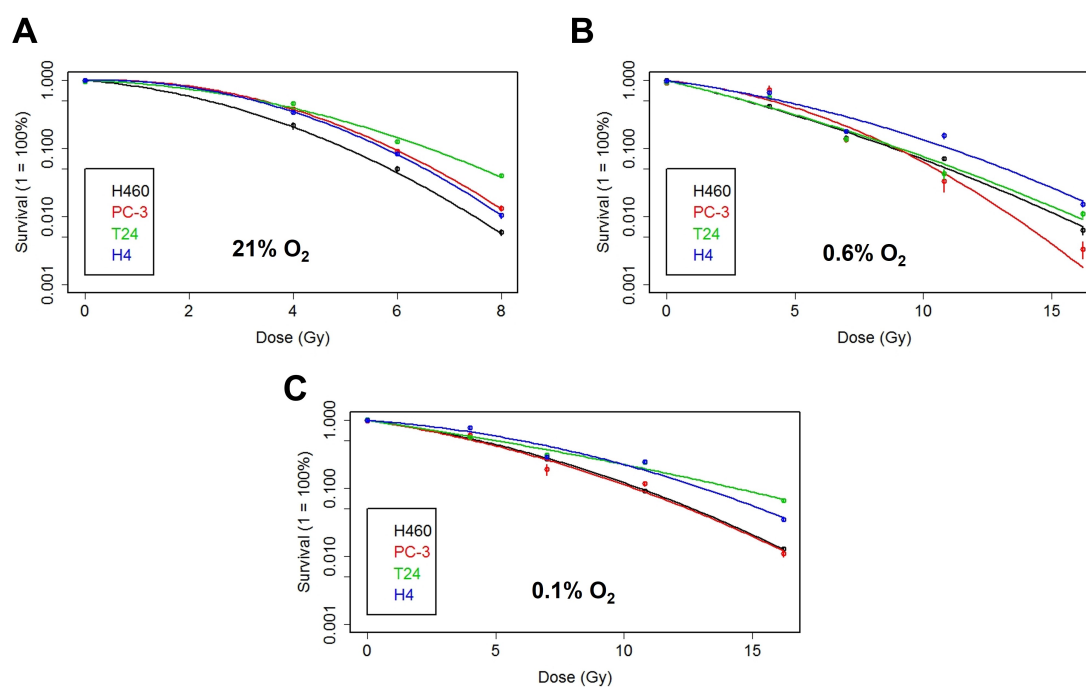 A
Survival (1 = 100%)
1.000
0.100
0.010
0.001
H460
PC-3
T24
H4
21% O₂
0
2
4
6
8
Dose (Gy)
B
Survival (1 = 100%)
1.000
0.100
0.010
0.001
H460
PC-3
T24
H4
0.6% O₂
0
5
10
15
Dose (Gy)
C
Survival (1 = 100%)
1.000
0.100
0.010
0.001
H460
PC-3
T24
H4
0.1% O₂
0
5
10
15
Dose (Gy)